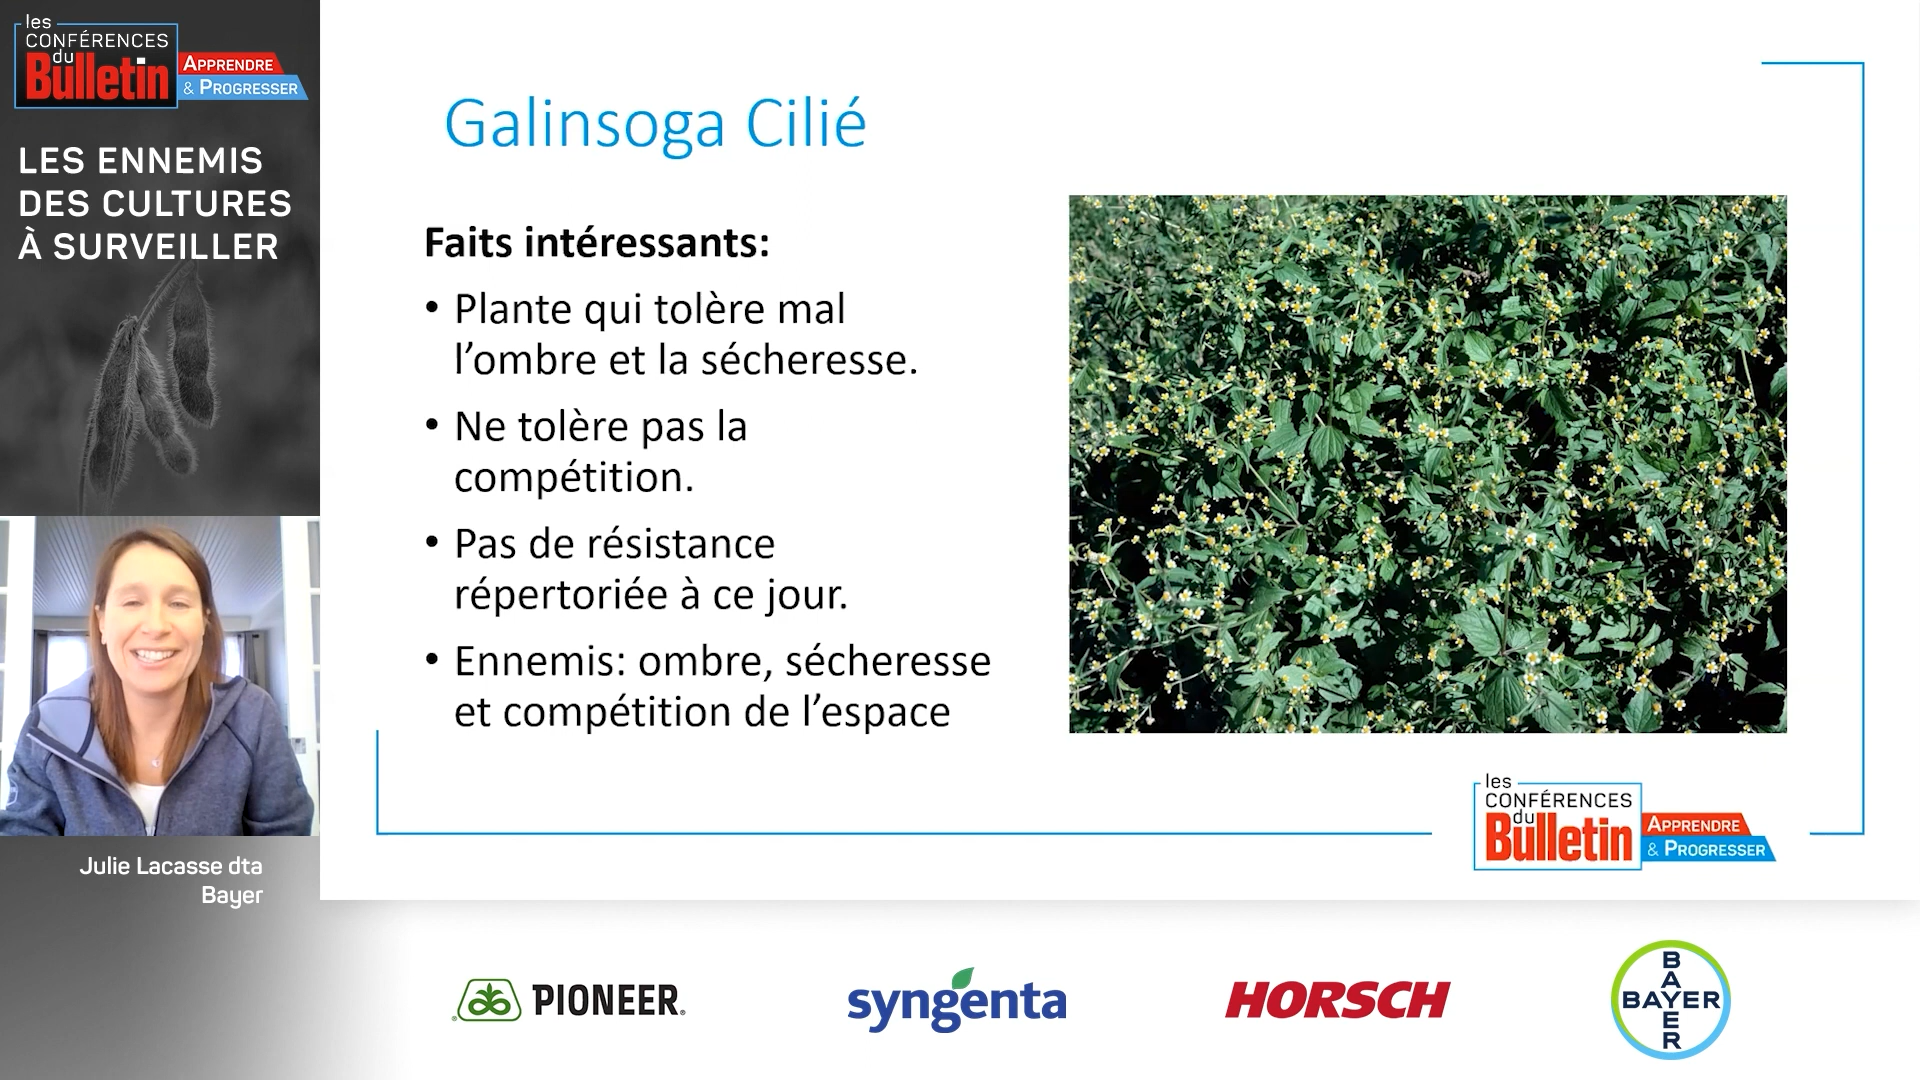 les
CONFÉRENCES
du
Bulletin
APPRENDRE
& PROGRESSER
LES ENNEMIS
DES CULTURES
À SURVEILLER
Julie Lacasse dta
Bayer
Galinsoga Cilié
Faits intéressants:
• Plante qui tolère mal
l’ombre et la sécheresse.
• Ne tolère pas la
compétition.
• Pas de résistance
répertoriée à ce jour.
• Ennemis: ombre, sécheresse
et compétition de l’espace
les
CONFÉRENCES
du
Bulletin
APPRENDRE
& PROGRESSER
PIONEER
syngenta
HORSCH
BAYER
BAYER